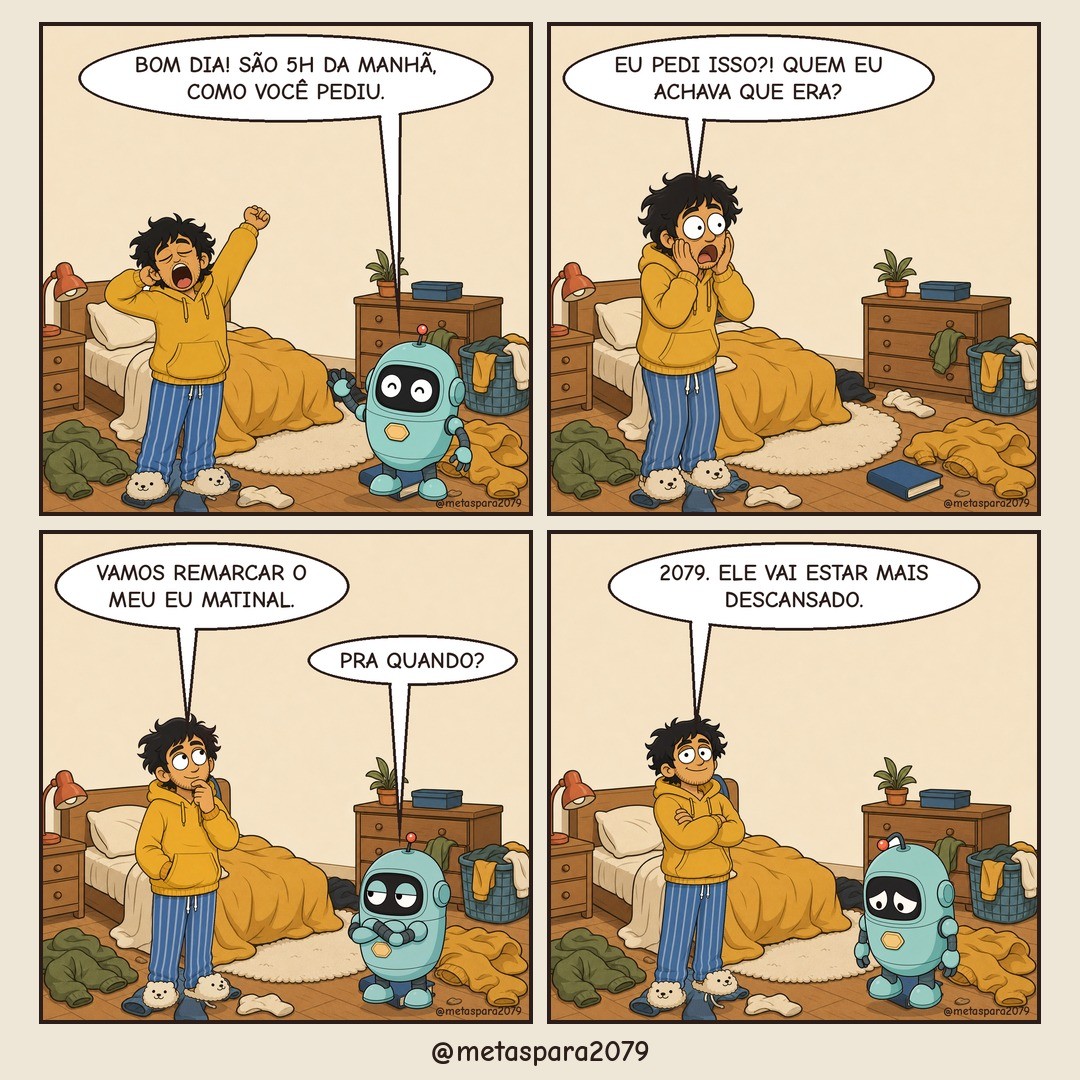 BOM DIA! SÃO 5H DA MANHÃ,
COMO VOCÊ PEDIU.
@metaspara2079
EU PEDI ISSO?! QUEM EU
ACHAVA QUE ERA?
@metaspara2079
VAMOS REMARCAR O
MEU EU MATINAL.
PRA QUANDO?
@metaspara2079
2079. ELE VAI ESTAR MAIS
DESCANSADO.
@metaspara2079
@metaspara2079